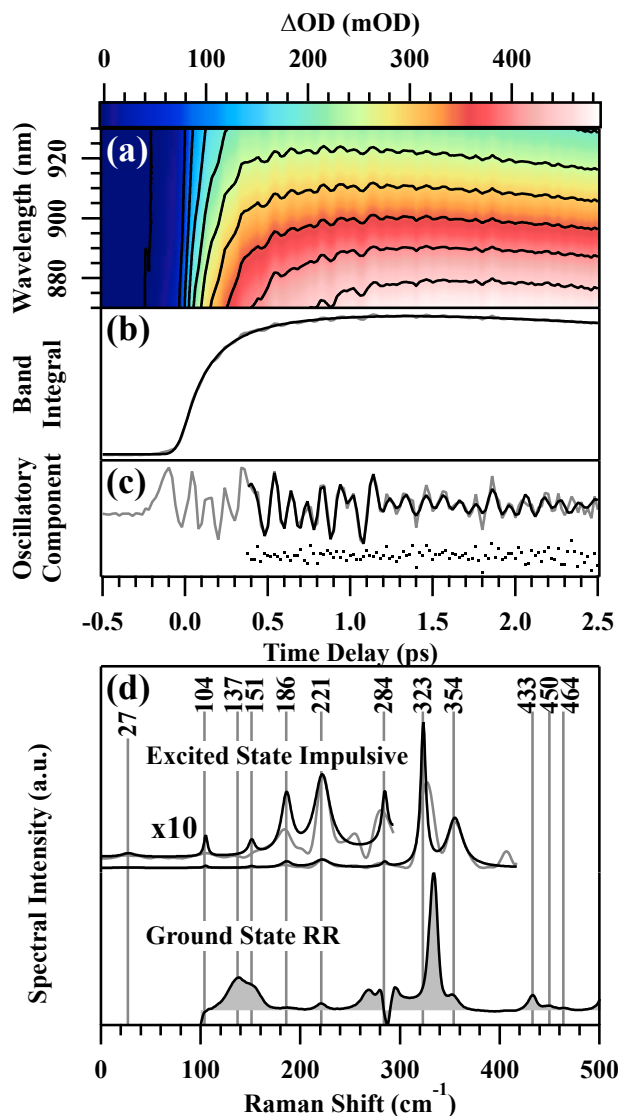 ΔOD (mOD)
0 100 200 300 400
Wavelength (nm)
920
900
880
(a)
Band
Integral
(b)
Oscillatory
Component
(c)
-0.5 0.0 0.5 1.0 1.5 2.0 2.5
Time Delay (ps)
(d)
27 104 137 151 186 221 284 323 354 433 450 464
Excited State Impulsive
x10
Ground State RR
Spectral Intensity (a.u.)
0 100 200 300 400 500
Raman Shift (cm⁻¹)